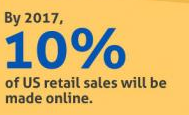 By 2017,
10%
of US retail sales will be
made online.